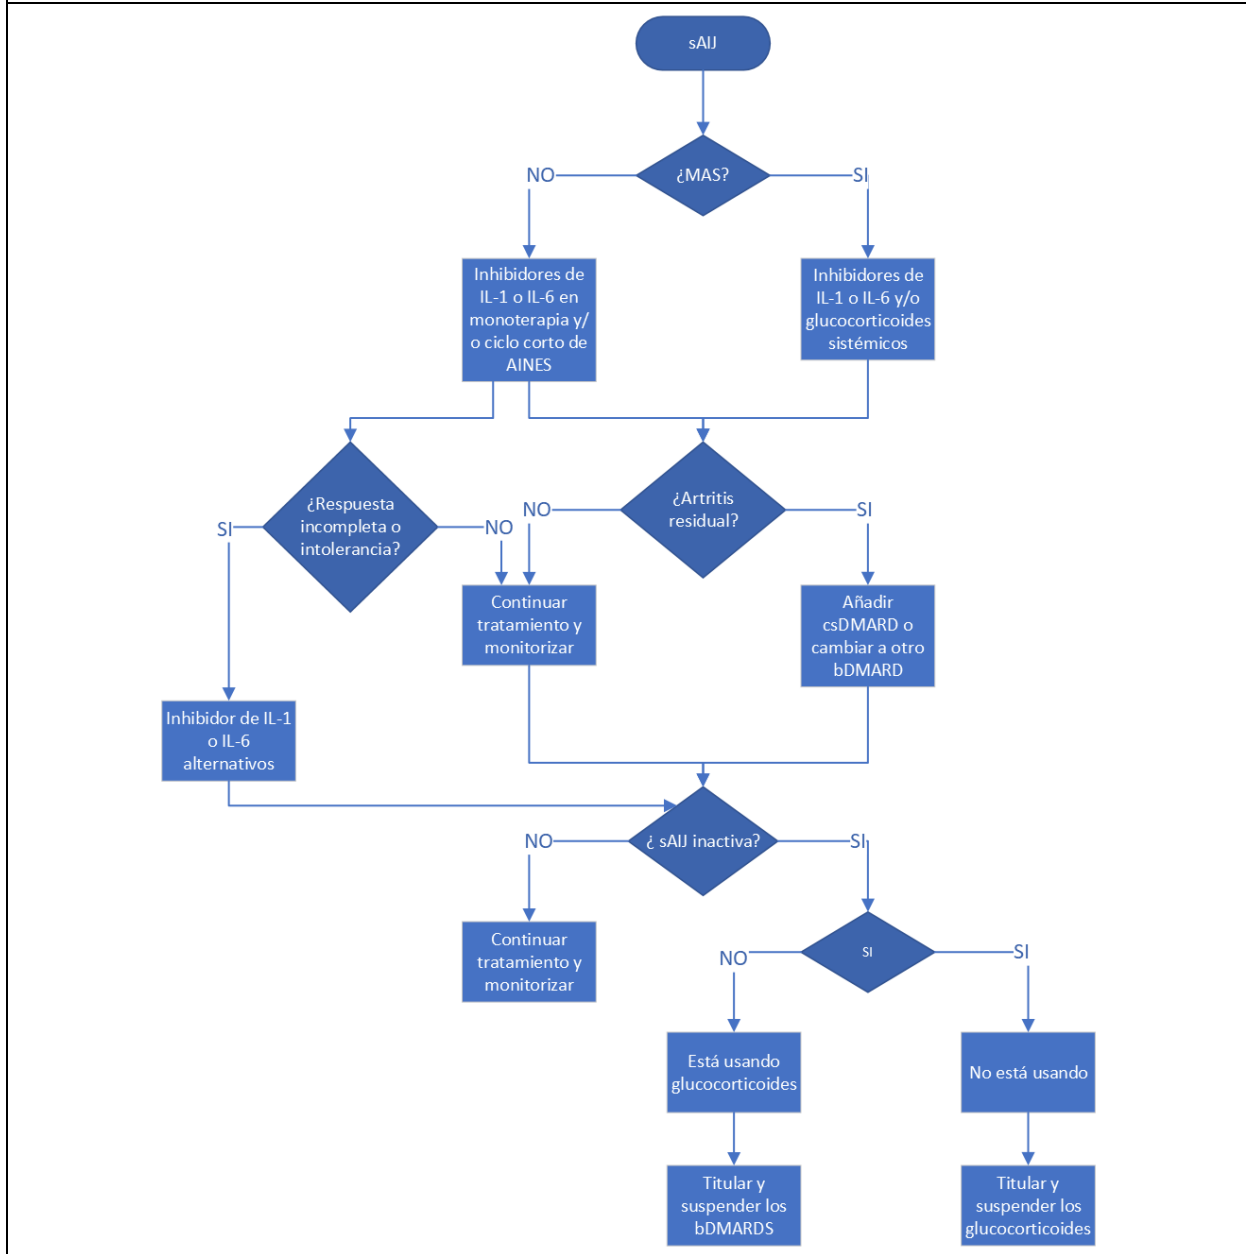 sAIJ
¿MAS?
NO
SI
Inhibidores de
IL-1 o IL-6 en
monoterapia y/
o ciclo corto de
AINES
Inhibidores de
IL-1 o IL-6 y/o
glucocorticoides
sistémicos
¿Respuesta
incompleta o
intolerancia?
SI
NO
¿Artritis
residual?
NO
SI
Continuar
tratamiento y
monitorizar
Añadir
csDMARD o
cambiar a otro
bDMARD
Inhibidor de IL-1
o IL-6
alternativos
¿ sAIJ inactiva?
NO
SI
Continuar
tratamiento y
monitorizar
SI
NO
SI
Está usando
glucocorticoides
No está usando
Titular y
suspender los
bDMARDS
Titular y
suspender los
glucocorticoides